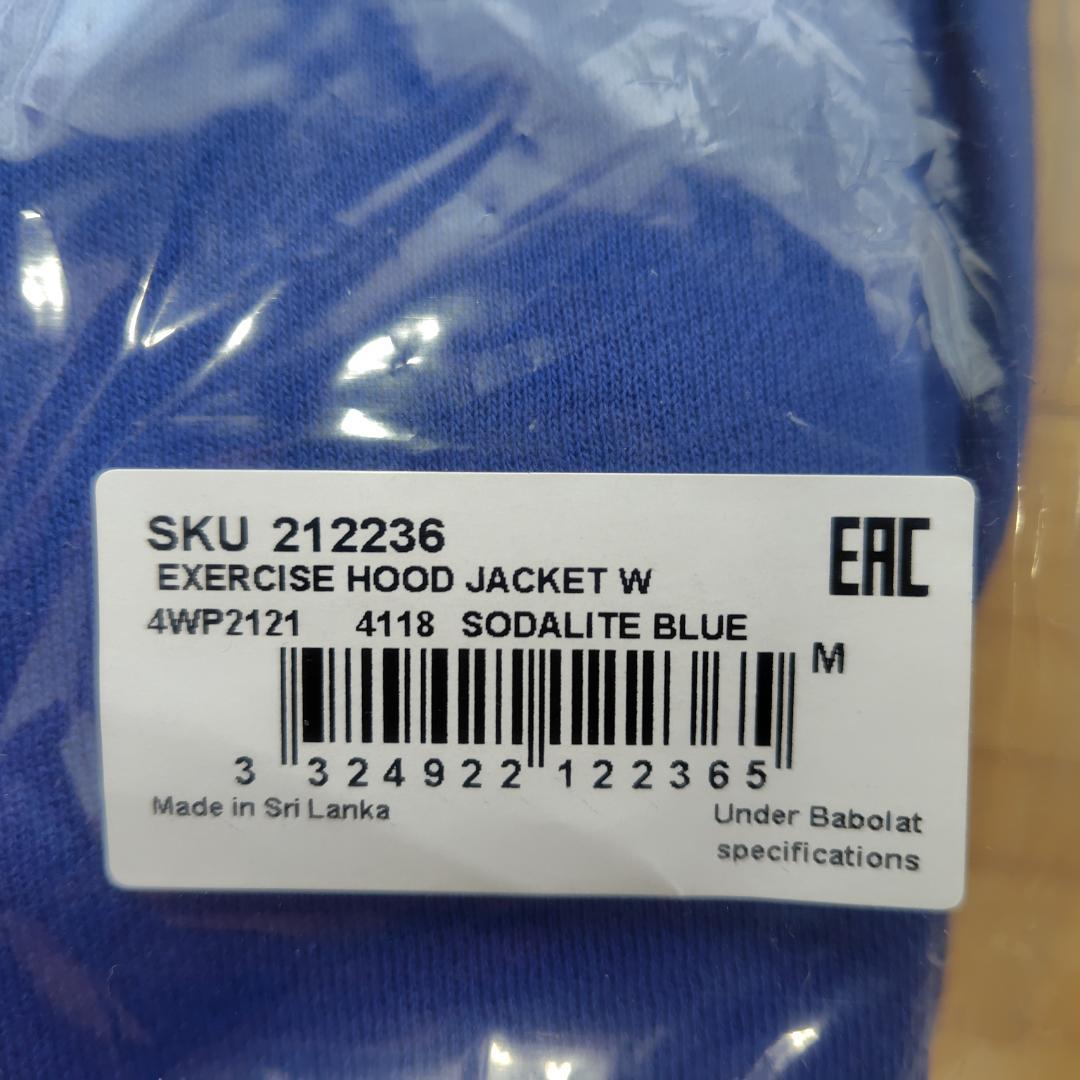 SKU 212236
EAC
EXERCISE HOOD JACKET W
4WP2121 4118 SODALITE BLUE
M
3 324922 122365
Made in Sri Lanka
Under Babolat
specifications